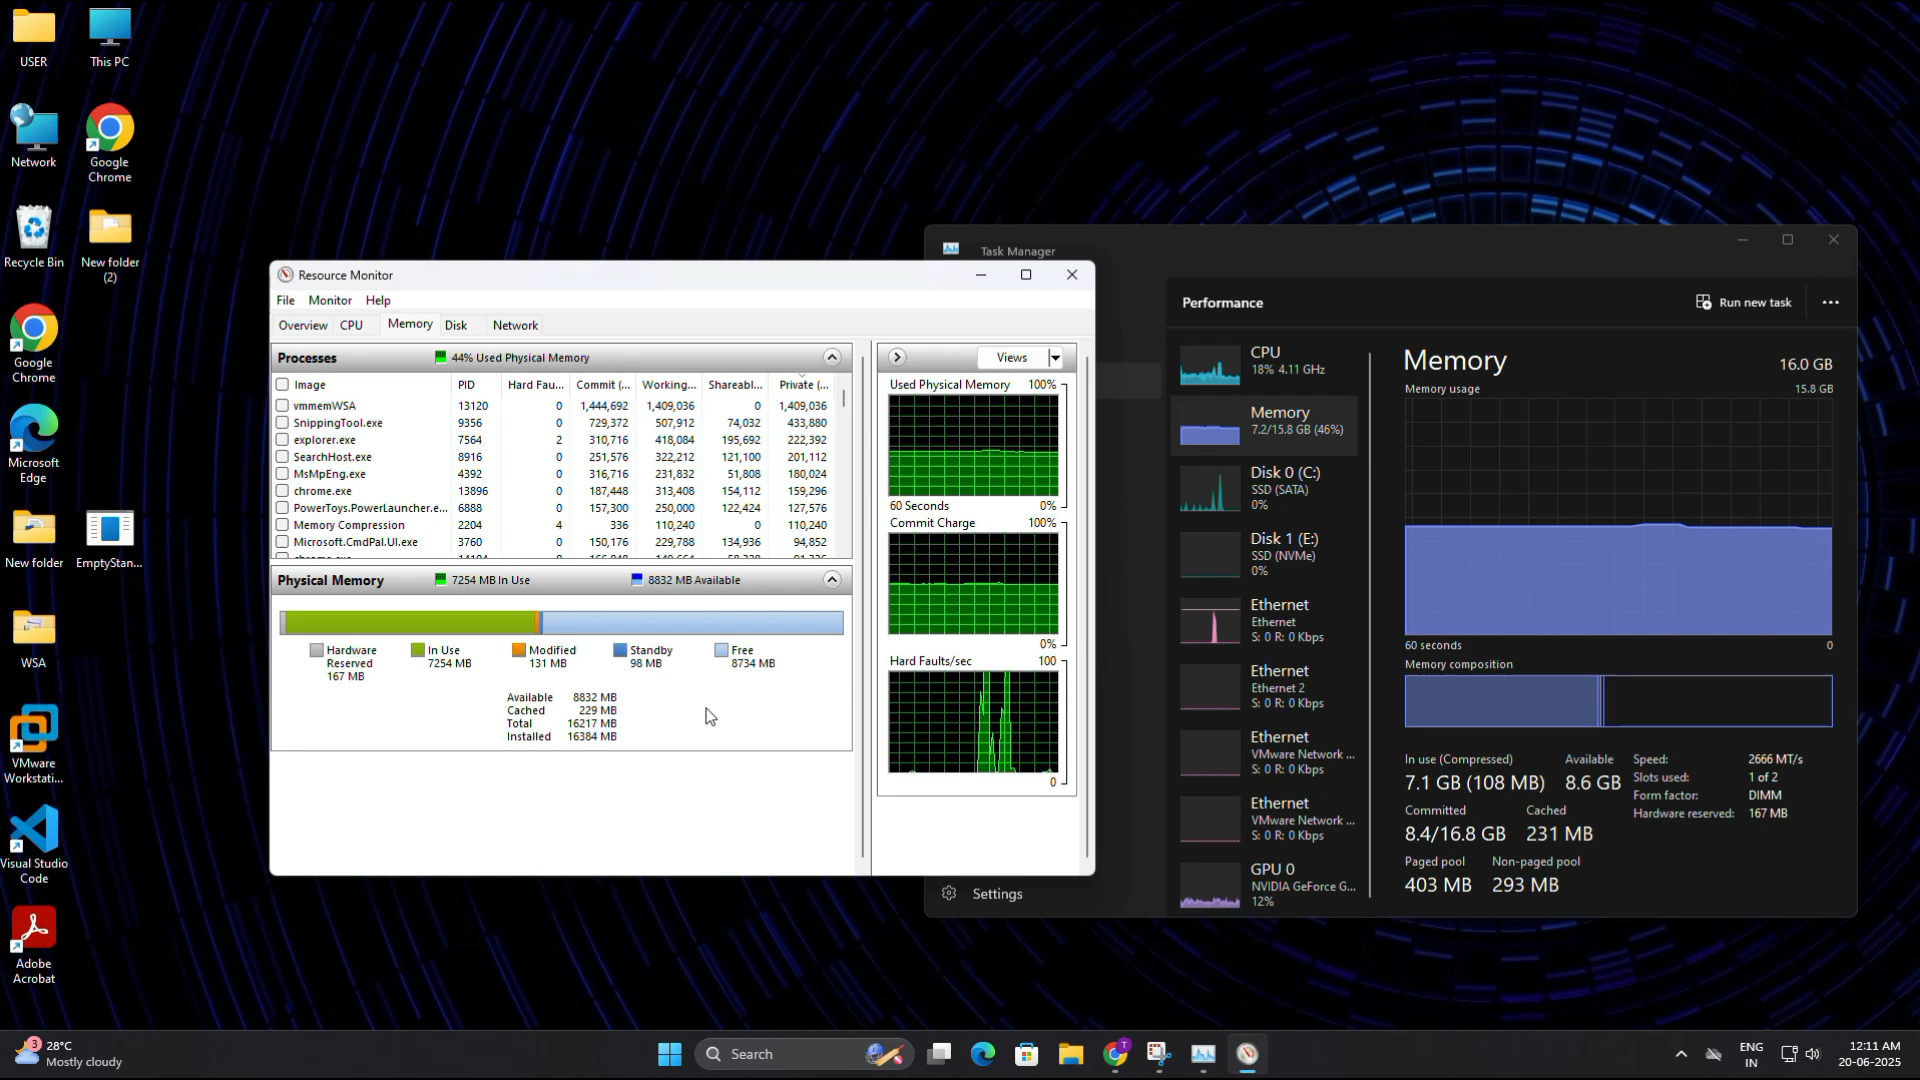 USER
This PC
Network
Google
Chrome
Recycle Bin
New folder
(2)
Google
Chrome
Microsoft
Edge
New folder
EmptyStan...
WSA
VMware
Workstati...
Visual Studio
Code
Adobe
Acrobat
Resource Monitor
File Monitor Help
Overview CPU Memory Disk Network
Processes 44% Used Physical Memory
Image PID Hard Fau... Commit (... Working... Shareabl... Private (...
vmmemWSA 13120 0 1,444,692 1,409,036 0 1,409,036
SnippingTool.exe 9356 0 729,372 507,912 74,032 433,880
explorer.exe 7564 2 310,716 418,084 195,692 222,392
SearchHost.exe 8916 0 251,576 322,212 121,100 201,112
MsMpEng.exe 4392 0 316,716 231,832 51,808 180,024
chrome.exe 13896 0 187,448 313,408 154,112 159,296
PowerToys.PowerLauncher.e... 6888 0 157,300 250,000 122,424 127,576
Memory Compression 2204 4 336 110,240 0 110,240
Microsoft.CmdPal.UI.exe 3760 0 150,176 229,788 134,936 94,852
Physical Memory 7254 MB In Use 8832 MB Available
Hardware
Reserved
167 MB
In Use
7254 MB
Modified
131 MB
Standby
98 MB
Free
8734 MB
Available 8832 MB
Cached 229 MB
Total 16217 MB
Installed 16384 MB
Views
Used Physical Memory 100%
60 Seconds 0%
Commit Charge 100%
0%
Hard Faults/sec 100
0
Task Manager
Performance
Run new task
CPU
18% 4.11 GHz
Memory
7.2/15.8 GB (46%)
Disk 0 (C:)
SSD (SATA)
0%
Disk 1 (E:)
SSD (NVMe)
0%
Ethernet
Ethernet
S: 0 R: 0 Kbps
Ethernet
Ethernet 2
S: 0 R: 0 Kbps
Ethernet
VMware Network ...
S: 0 R: 0 Kbps
Ethernet
VMware Network ...
S: 0 R: 0 Kbps
GPU 0
NVIDIA GeForce G...
12%
Settings
Memory 16.0 GB
Memory usage 15.8 GB
60 seconds 0
Memory composition
In use (Compressed) Available
7.1 GB (108 MB) 8.6 GB
Committed Cached
8.4/16.8 GB 231 MB
Paged pool Non-paged pool
403 MB 293 MB
Speed: 2666 MT/s
Slots used: 1 of 2
Form factor: DIMM
Hardware reserved: 167 MB
3
28°C
Mostly cloudy
Search
T
ENG
IN
12:11 AM
20-06-2025